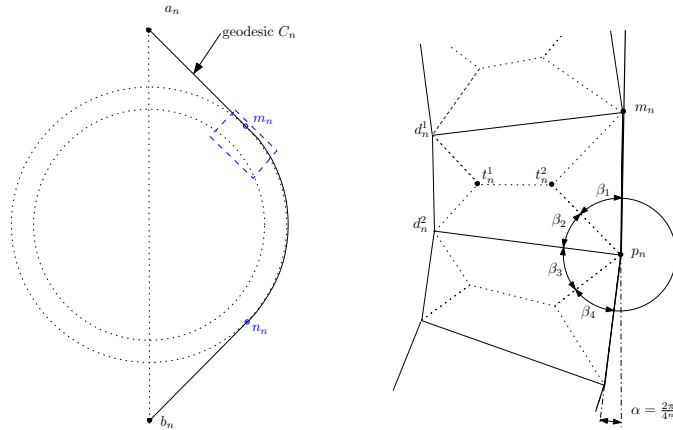 a_n
geodesic C_n
m_n
n_n
b_n
m_n
d_n^1
t_n^1 t_n^2
β_1
β_2
d_n^2
p_n
β_3
β_4
α = \frac{2π}{4^n}